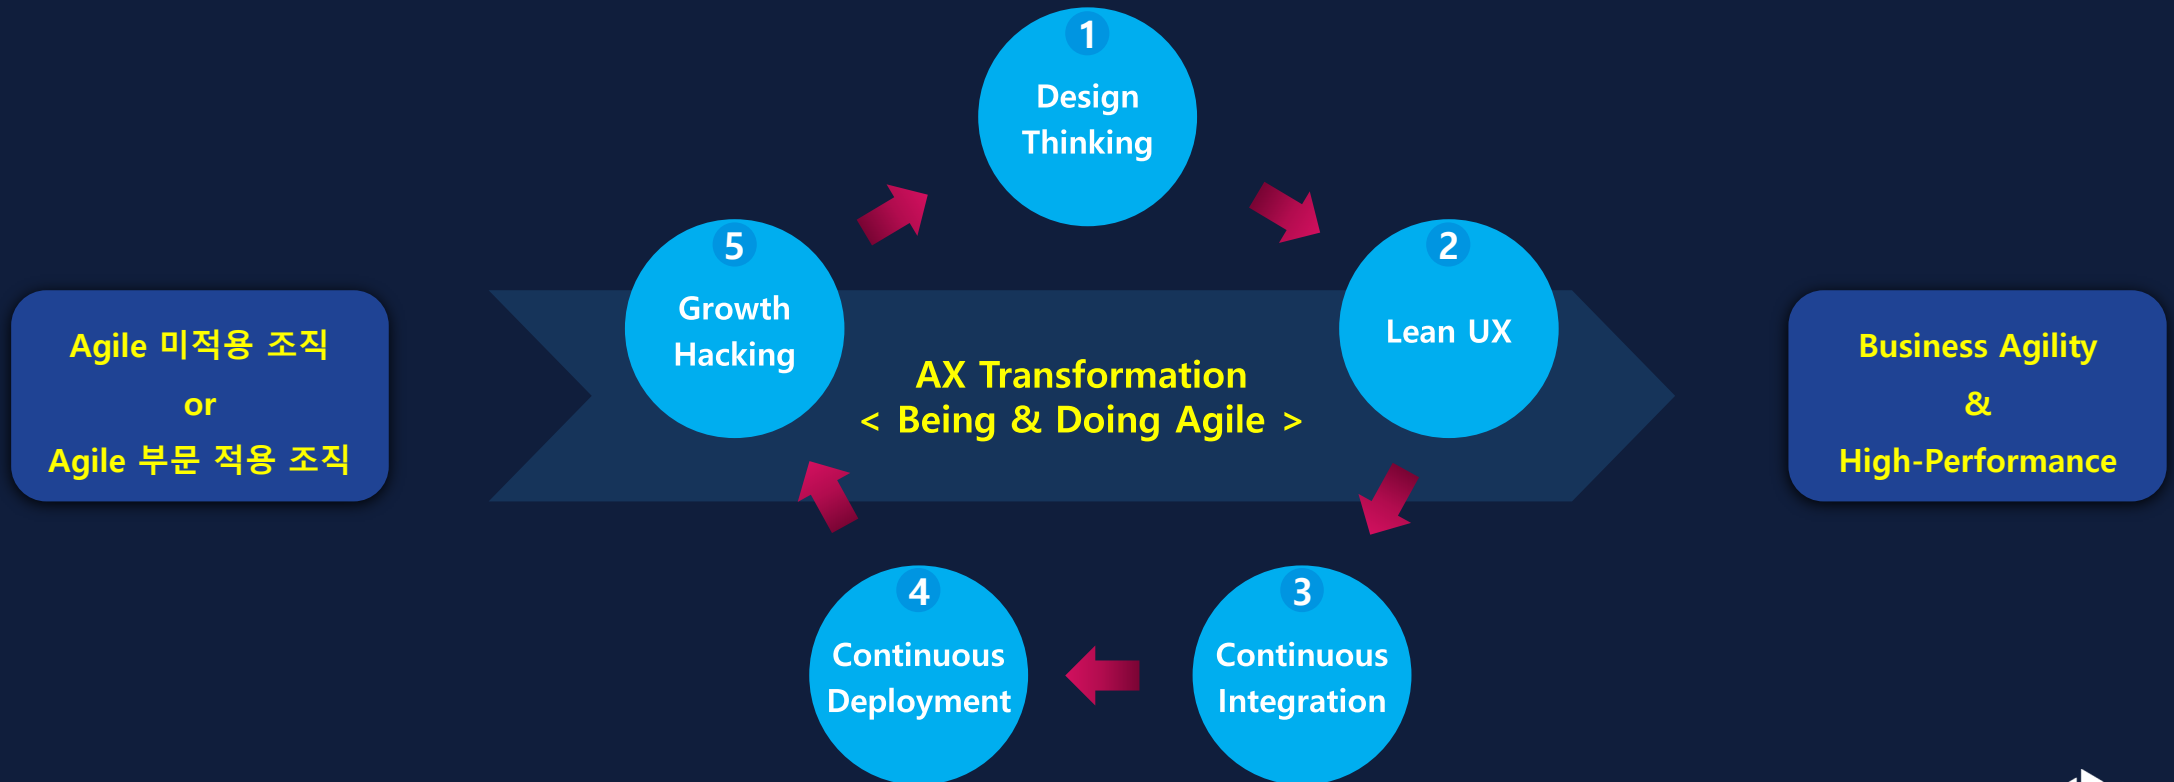 1
Design
Thinking
5
Growth
Hacking
2
Lean UX
Agile 미적용 조직
or
Agile 부문 적용 조직
AX Transformation
< Being & Doing Agile >
Business Agility
&
High-Performance
4
Continuous
Deployment
3
Continuous
Integration